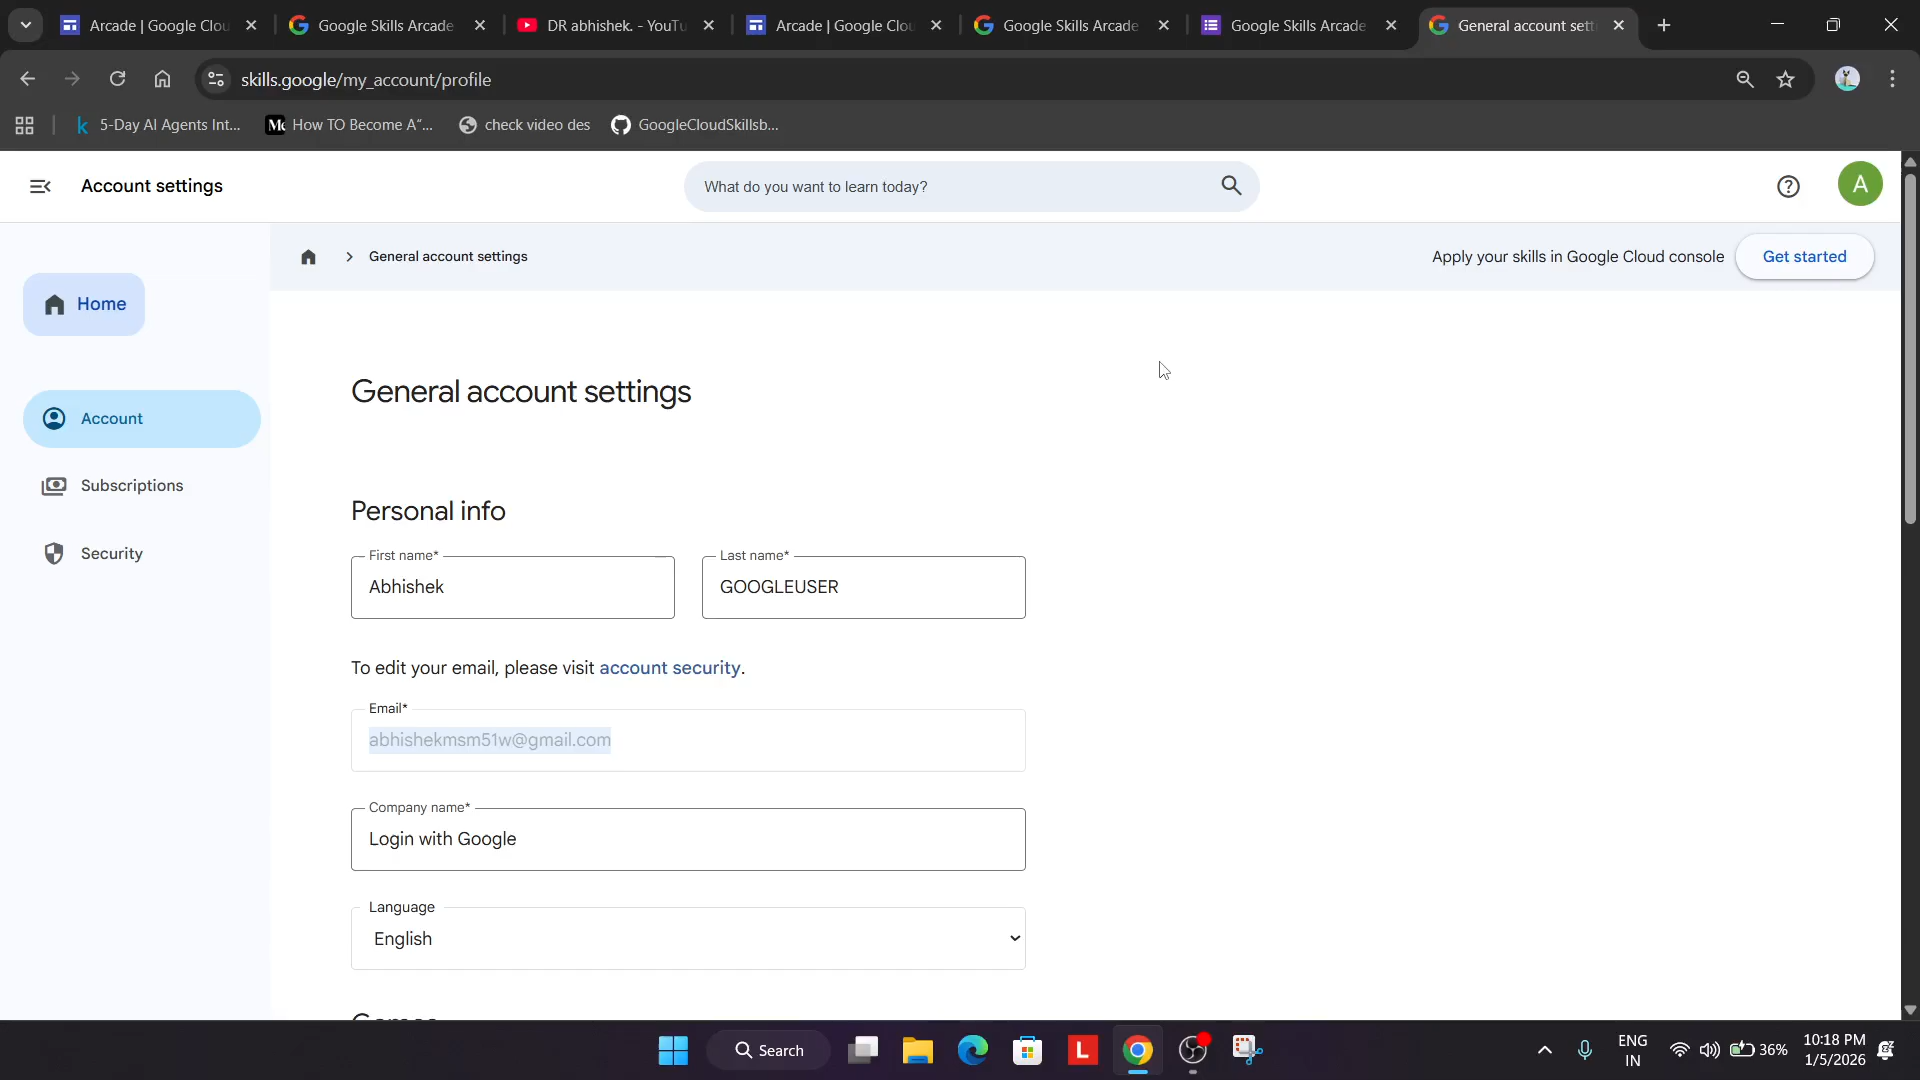 Arcade | Google Clou
Google Skills Arcade
DR abhishek. - YouTu
Arcade | Google Clou
Google Skills Arcade
Google Skills Arcade
General account sett
skills.google/my_account/profile
5-Day AI Agents Int...
How TO Become A“...
check video des
GoogleCloudSkillsb...
Account settings
What do you want to learn today?
A
General account settings
Apply your skills in Google Cloud console
Get started
Home
Account
Subscriptions
Security
General account settings
Personal info
First name*
Abhishek
Last name*
GOOGLEUSER
To edit your email, please visit account security.
Email*
abhishekmsm51w@gmail.com
Company name*
Login with Google
Language
English
Search
L
ENG
IN
36%
10:18 PM
1/5/2026